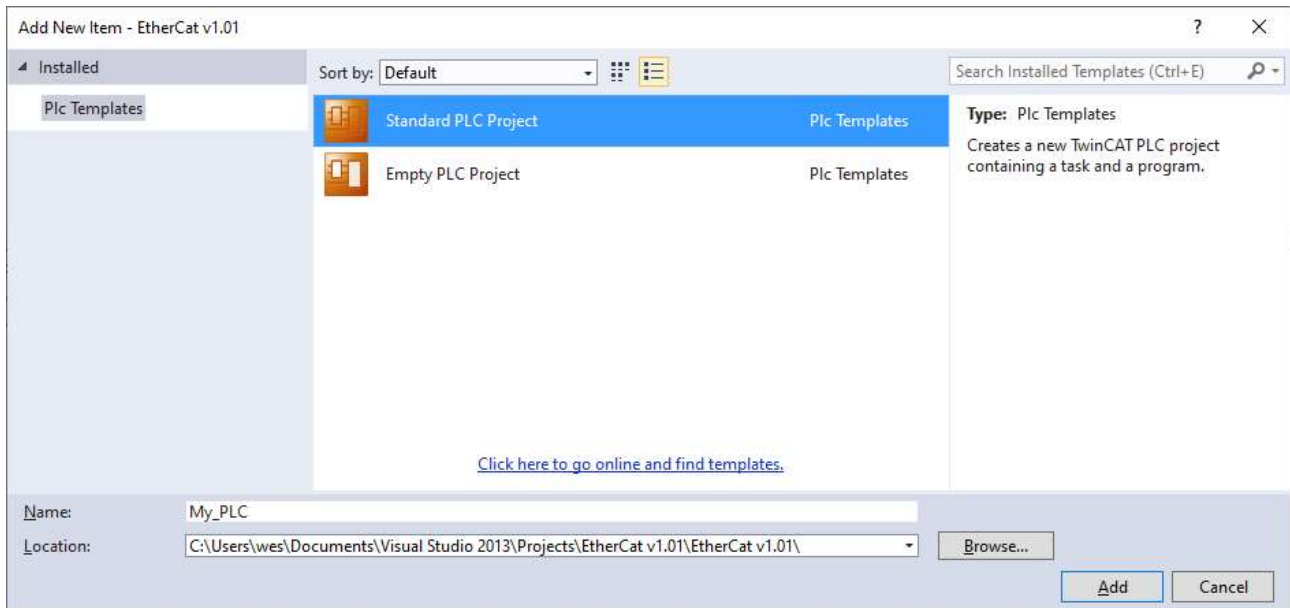 Add New Item - EtherCat v1.01
?
Installed
Plc Templates
Sort by: Default
Search Installed Templates (Ctrl+E)
Standard PLC Project Plc Templates
Empty PLC Project Plc Templates
Type: Plc Templates
Creates a new TwinCAT PLC project
containing a task and a program.
Click here to go online and find templates.
Name: My_PLC
Location: C:\Users\wes\Documents\Visual Studio 2013\Projects\EtherCat v1.01\EtherCat v1.01\
Browse...
Add Cancel